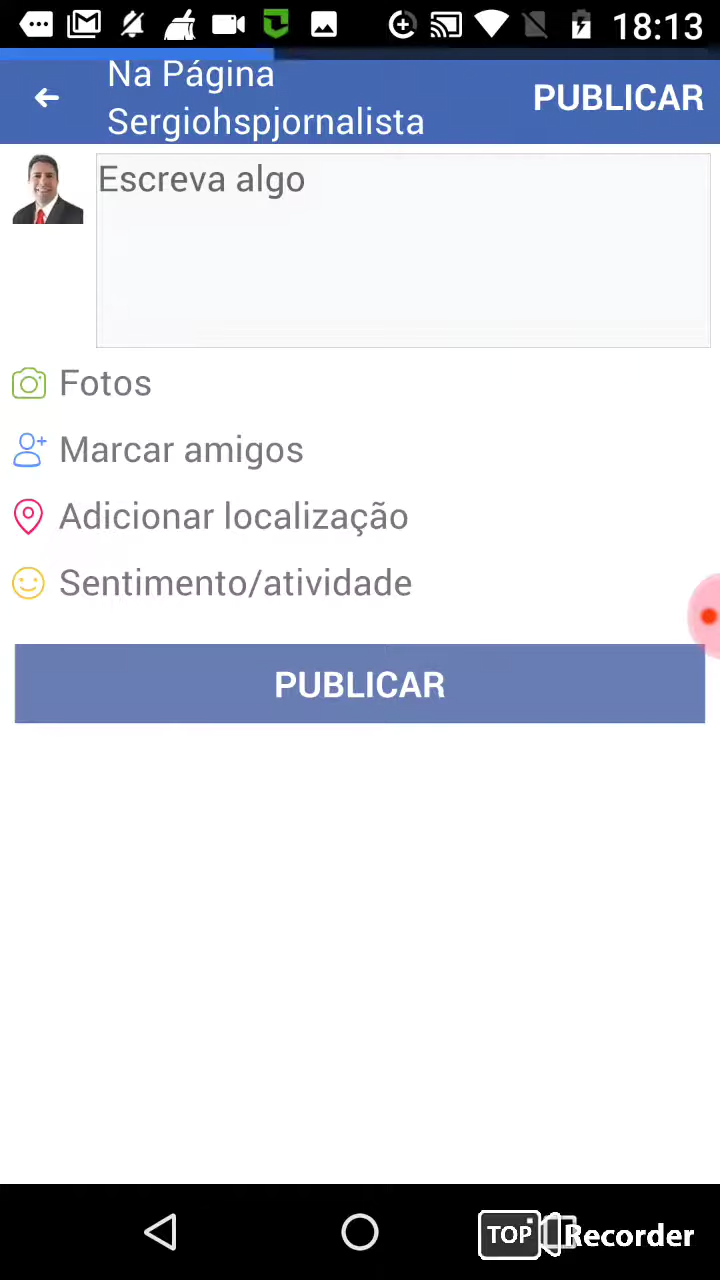 18:13
Na Página
Sergiohspjornalista
PUBLICAR
Escreva algo
Fotos
Marcar amigos
Adicionar localização
Sentimento/atividade
PUBLICAR
TOP Recorder